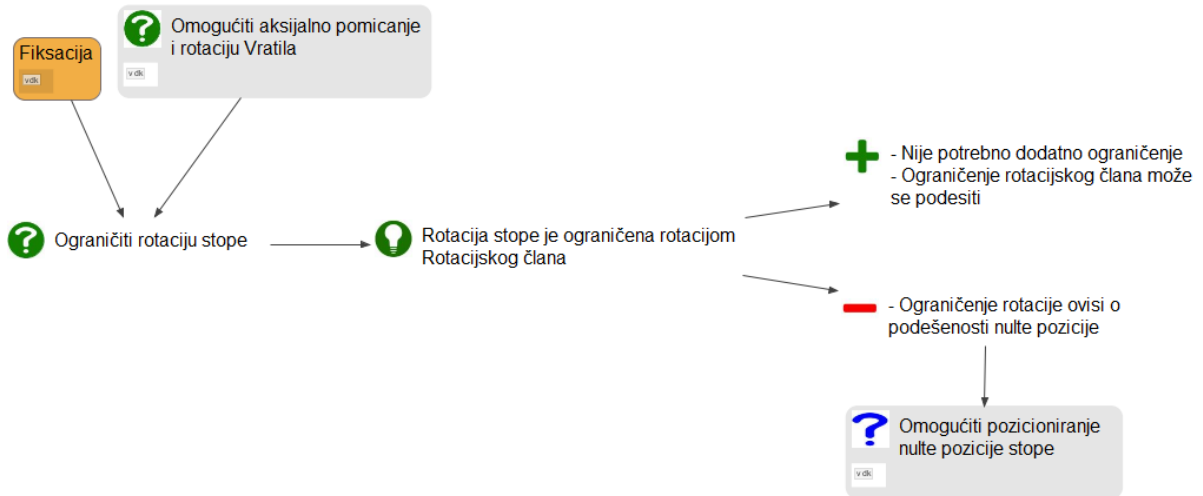 Fiksacija
vdk
Omogućiti aksijalno pomicanje
i rotaciju Vratila
vdk
Ograničiti rotaciju stope
Rotacija stope je ograničena rotacijom
Rotacijskog člana
- Nije potrebno dodatno ograničenje
- Ograničenje rotacijskog člana može
se podesiti
- Ograničenje rotacije ovisi o
podešenosti nulte pozicije
Omogućiti pozicioniranje
nulte pozicije stope
vdk